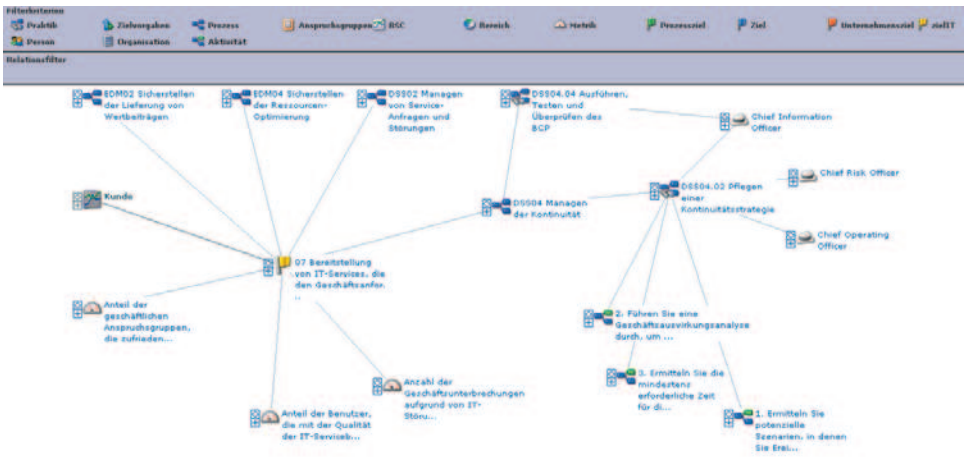 Filterkriterien
Praktik Zielvorgaben Prozess Anspruchsgruppen BSC Bereich Metrik Prozessziel Ziel Unternehmensziel zielIT
Person Organisation Aktivität
Relationsfilter
EDM02 Sicherstellen
der Lieferung von
Wertbeiträgen
EDM04 Sicherstellen
der Ressourcen-
Optimierung
DSS02 Managen
von Service-
Anfragen und
Störungen
DSS04.04 Ausführen,
Testen und
Überprüfen des
BCP
Chief Information
Officer
Chief Risk Officer
Kunde
DSS04 Managen
der Kontinuität
DSS04.02 Pflegen
einer
Kontinuitätsstrategie
Chief Operating
Officer
07 Bereitstellung
von IT-Services, die
den Geschäftsanfor.
..
Anteil der
geschäftlichen
Anspruchsgruppen,
die zufrieden...
2. Führen Sie eine
Geschäftsauswirkungsanalyse
durch, um ...
3. Ermitteln Sie die
mindestens
erforderliche Zeit
für di...
Anzahl der
Geschäftsunterbrechungen
aufgrund von IT-
Störu...
Anteil der Benutzer,
die mit der Qualität
der IT-Serviceb...
1. Ermitteln Sie
potenzielle
Szenarien, in denen
Sie Erei...